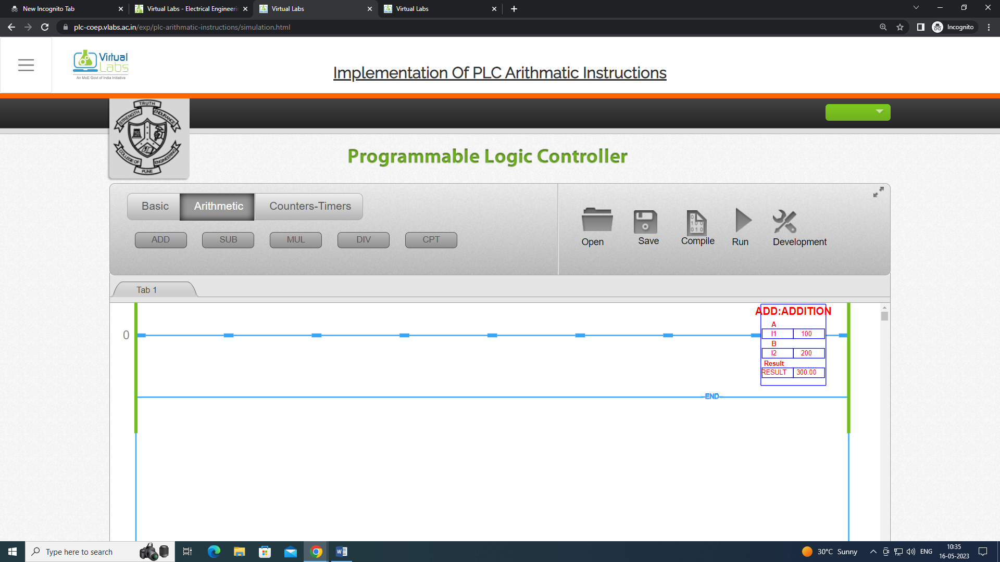 New Incognito Tab
Virtual Labs - Electrical Engineerin
Virtual Labs
Virtual Labs
plc-coep.vlabs.ac.in/exp/plc-arithmatic-instructions/simulation.html
Incognito
Virtual
Labs
An MoE Govt of India Initiative
Implementation Of PLC Arithmatic Instructions
TRUTH
STRENGTH
ENDURANCE
COLLEGE OF
ENGINEERING
PUNE
Programmable Logic Controller
Basic
Arithmetic
Counters-Timers
ADD
SUB
MUL
DIV
CPT
Open
Save
Compile
Run
Development
Tab 1
0
ADD:ADDITION
A
I1 100
B
I2 200
Result
RESULT 300.00
END
Type here to search
30°C Sunny
ENG
10:35
16-05-2023